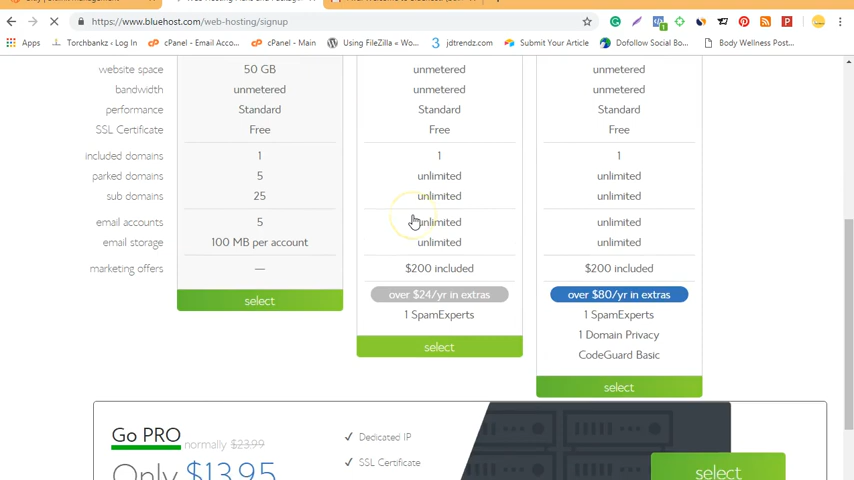 https://www.bluehost.com/web-hosting/signup
Apps Torchbankz ‹ Log In cPanel - Email Acco... cPanel - Main Using FileZilla « Wo... jdtrendz.com Submit Your Article Dofollow Social Bo... Body Wellness Post...
website space 50 GB unmetered unmetered
bandwidth unmetered unmetered unmetered
performance Standard Standard Standard
SSL Certificate Free Free Free
included domains 1 1 1
parked domains 5 unlimited unlimited
sub domains 25 unlimited unlimited
email accounts 5 unlimited unlimited
email storage 100 MB per account unlimited unlimited
marketing offers — $200 included $200 included
over $24/yr in extras over $80/yr in extras
select 1 SpamExperts 1 SpamExperts
1 Domain Privacy
select CodeGuard Basic
select
Go PRO normally $23.99 ✓ Dedicated IP
Only $13.95 ✓ SSL Certificate select